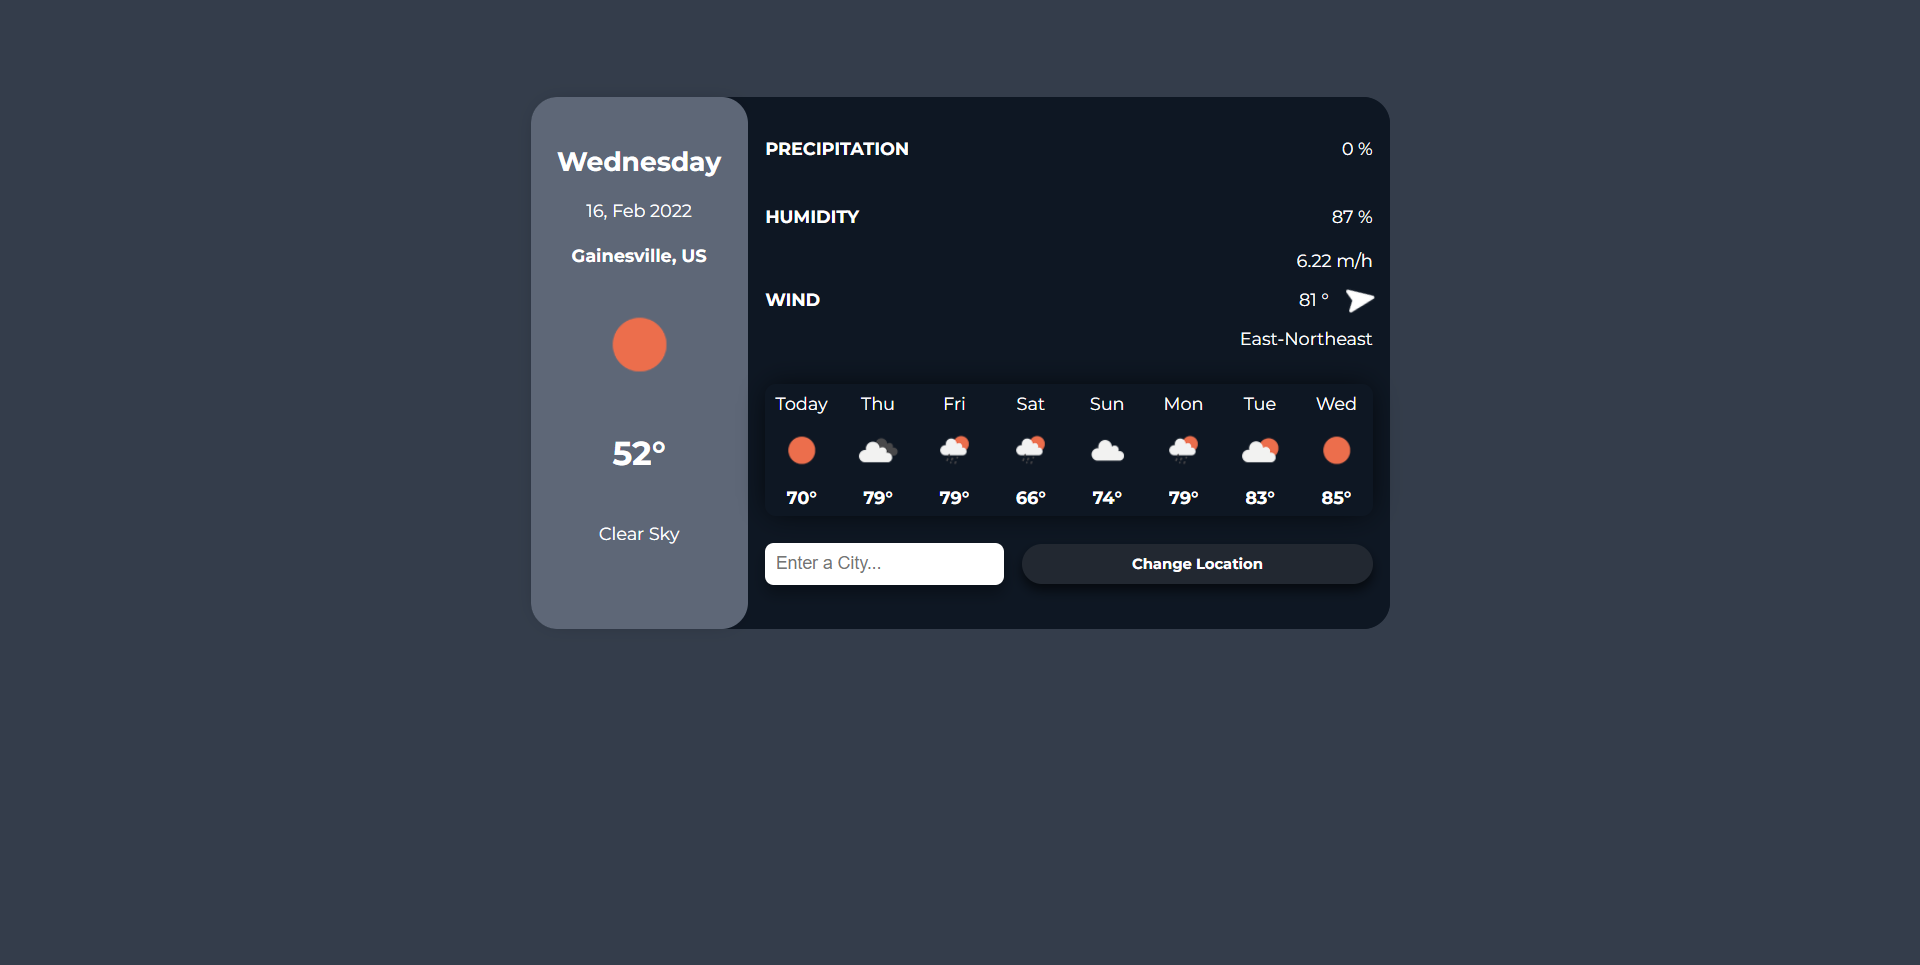 Wednesday
16, Feb 2022
Gainesville, US
52°
Clear Sky
PRECIPITATION 0 %
HUMIDITY 87 %
6.22 m/h
WIND 81 °
East-Northeast
Today Thu Fri Sat Sun Mon Tue Wed
70° 79° 79° 66° 74° 79° 83° 85°
Enter a City... Change Location